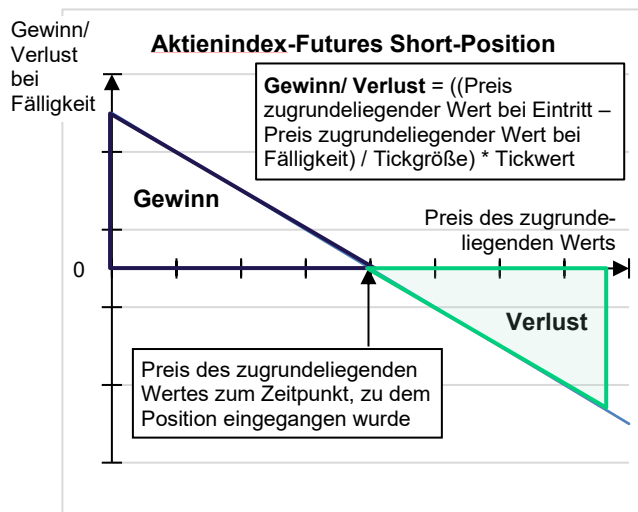 Gewinn/
Verlust
bei
Fälligkeit
Aktienindex-Futures Short-Position
Gewinn/ Verlust = ((Preis
zugrundeliegender Wert bei Eintritt –
Preis zugrundeliegender Wert bei
Fälligkeit) / Tickgröße) * Tickwert
Gewinn
Preis des zugrunde-
liegenden Werts
0
Verlust
Preis des zugrundeliegenden
Wertes zum Zeitpunkt, zu dem
Position eingegangen wurde